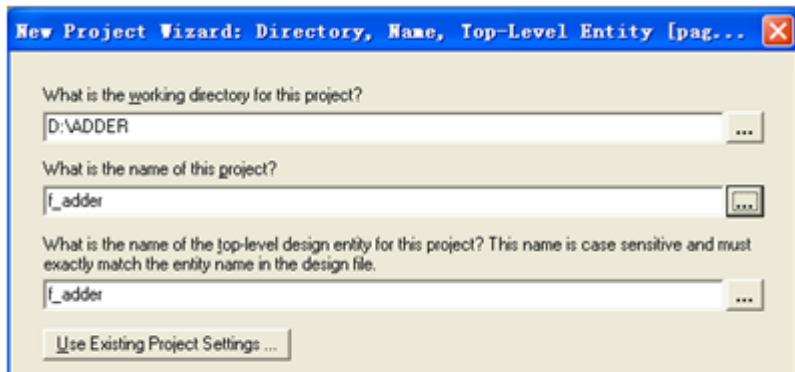 New Project Wizard: Directory, Name, Top-Level Entity [pag...
What is the working directory for this project?
D:\ADDER
...
What is the name of this project?
f_adder
...
What is the name of the top-level design entity for this project? This name is case sensitive and must
exactly match the entity name in the design file.
f_adder
...
Use Existing Project Settings ...